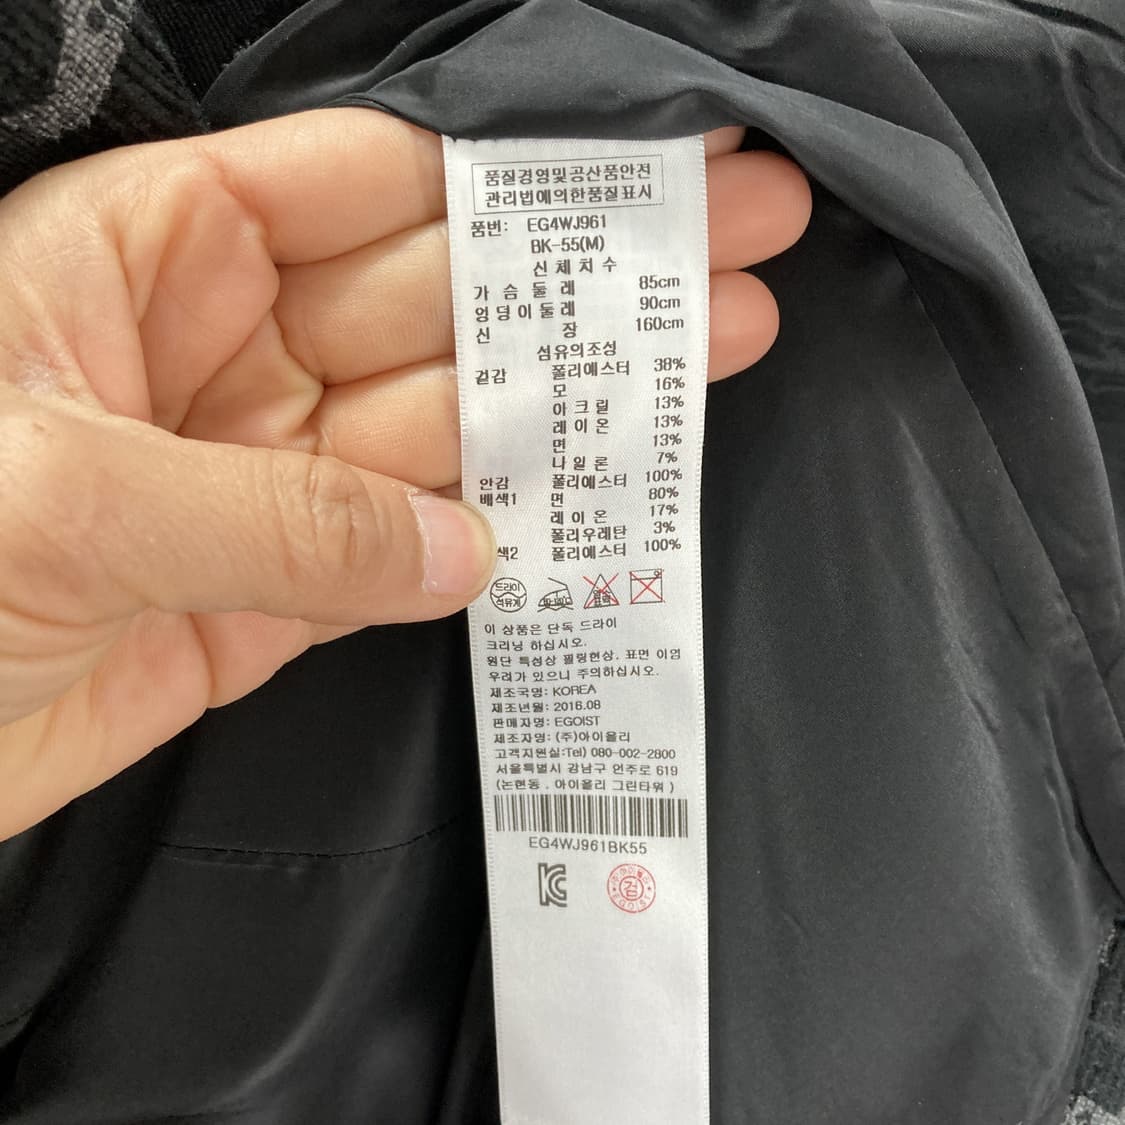 품질경영및공산품안전
관리법에의한품질표시
품번: EG4WJ961
BK-55(M)
신체치수
가슴둘레 85cm
엉덩이둘레 90cm
신장 160cm
섬유의조성
겉감 폴리에스터 38%
모 16%
아크릴 13%
레이온 13%
면 13%
나일론 7%
안감 폴리에스터 100%
배색1 면 80%
레이온 17%
폴리우레탄 3%
색2 폴리에스터 100%
드라이
석유계
이 상품은 단독 드라이
크리닝 하십시오.
원단 특성상 필링현상, 표면 이염
우려가 있으니 주의하십시오.
제조국명: KOREA
제조년월: 2016.08
판매자명: EGOIST
제조자명: (주)아이올리
고객지원실:Tel) 080-002-2800
서울특별시 강남구 언주로 619
(논현동 , 아이올리 그린타워 )
EG4WJ961BK55
검
EGOIST